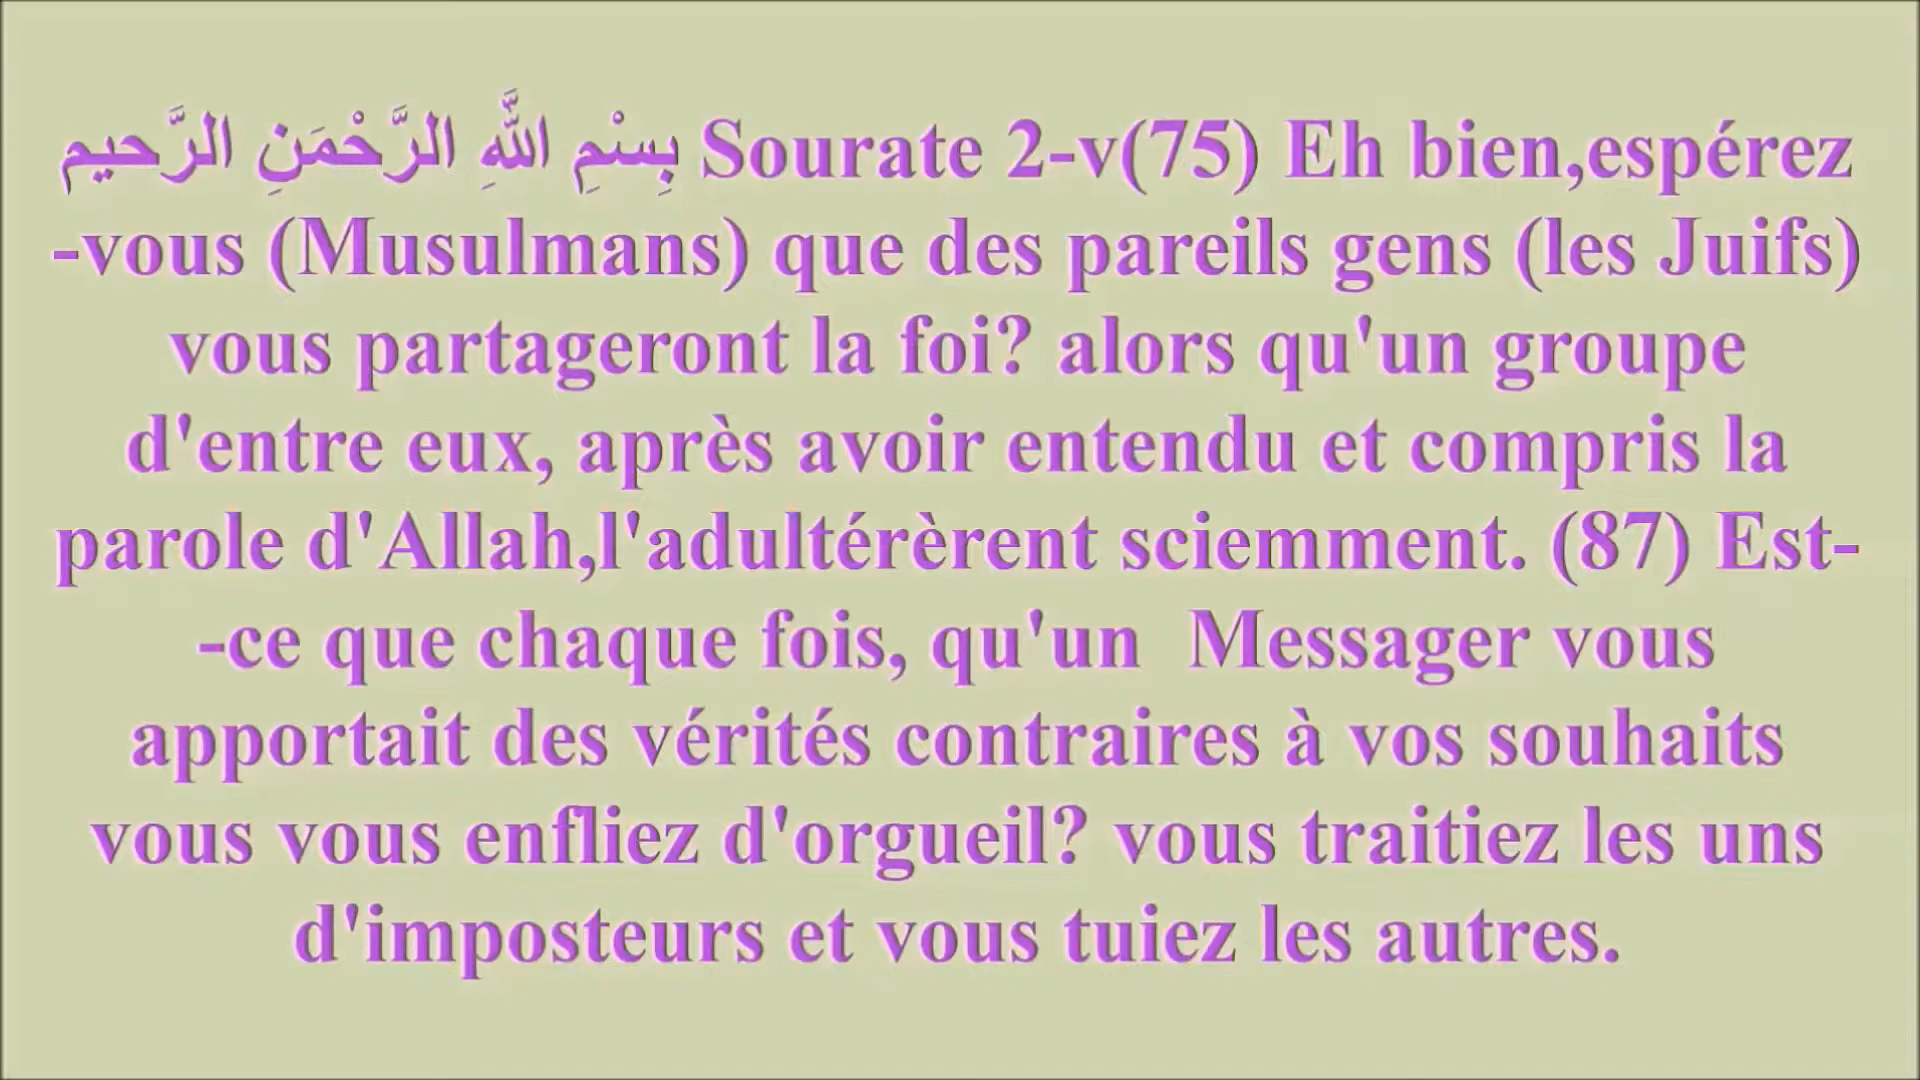 بِسْمِ اللَّهِ الرَّحْمَنِ الرَّحيم Sourate 2-v(75) Eh bien,espérez
-vous (Musulmans) que des pareils gens (les Juifs)
vous partageront la foi? alors qu'un groupe
d'entre eux, après avoir entendu et compris la
parole d'Allah,l'adultérèrent sciemment. (87) Est-
-ce que chaque fois, qu'un  Messager vous
apportait des vérités contraires à vos souhaits
vous vous enfliez d'orgueil? vous traitiez les uns
d'imposteurs et vous tuiez les autres.